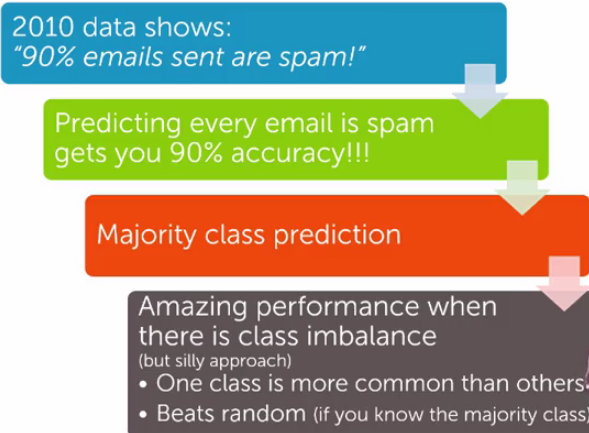 2010 data shows:
“90% emails sent are spam!”
Predicting every email is spam
gets you 90% accuracy!!!
Majority class prediction
Amazing performance when
there is class imbalance
(but silly approach)
• One class is more common than others
• Beats random (if you know the majority class)